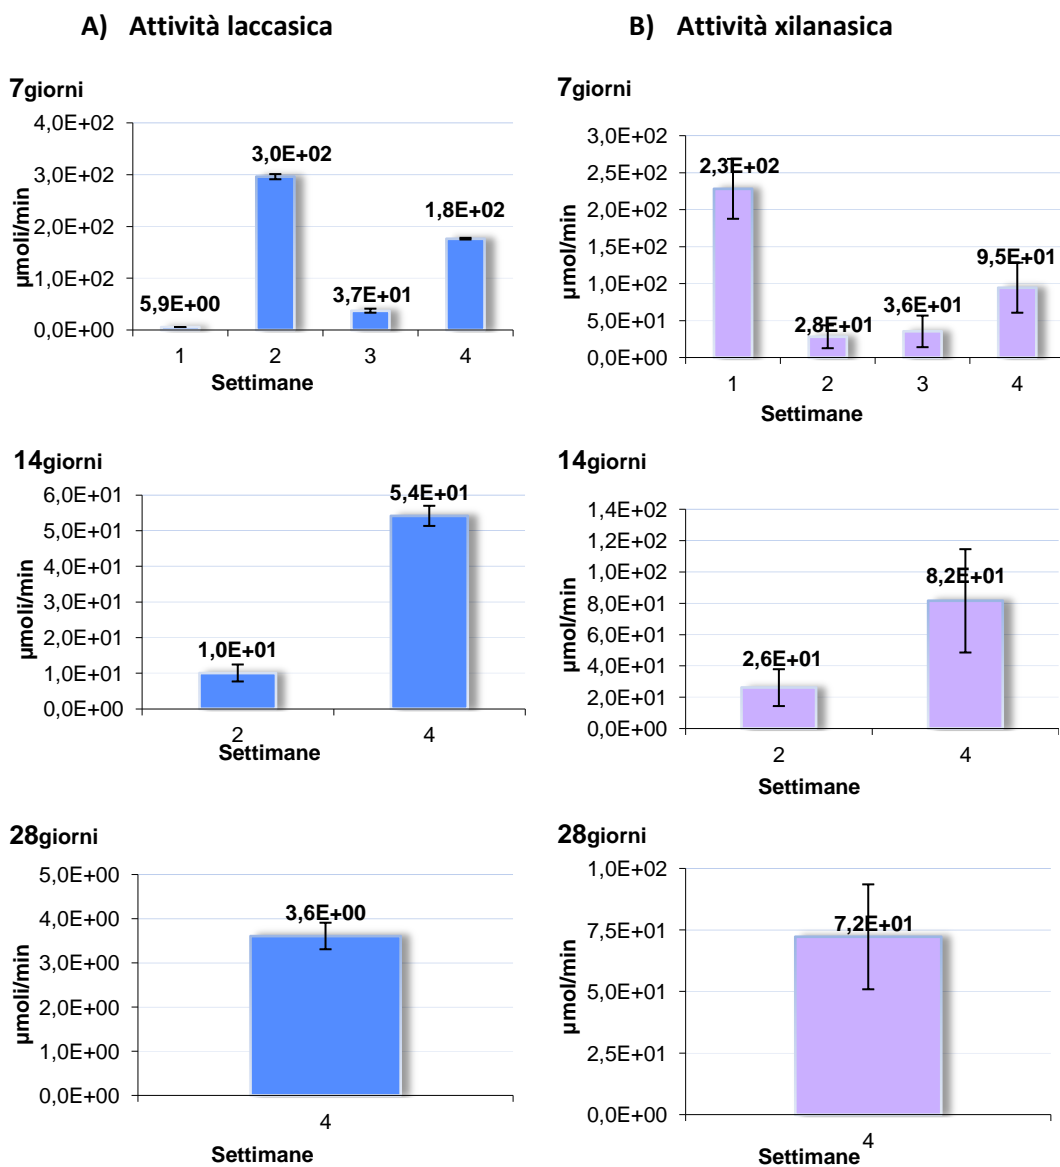 A) Attività laccasica
7giorni
4,0E+02
3,0E+02
2,0E+02
1,0E+02
0,0E+00
µmoli/min
5,9E+00
3,0E+02
3,7E+01
1,8E+02
1 2 3 4
Settimane
B) Attività xilanasica
7giorni
3,0E+02
2,5E+02
2,0E+02
1,5E+02
1,0E+02
5,0E+01
0,0E+00
µmol/min
2,3E+02
2,8E+01
3,6E+01
9,5E+01
1 2 3 4
Settimane
14giorni
6,0E+01
5,0E+01
4,0E+01
3,0E+01
2,0E+01
1,0E+01
0,0E+00
µmoli/min
1,0E+01
5,4E+01
2 4
Settimane
14giorni
1,4E+02
1,2E+02
1,0E+02
8,0E+01
6,0E+01
4,0E+01
2,0E+01
0,0E+00
µmol/min
2,6E+01
8,2E+01
2 4
Settimane
28giorni
5,0E+00
4,0E+00
3,0E+00
2,0E+00
1,0E+00
0,0E+00
µmoli/min
3,6E+00
4
Settimane
28giorni
1,0E+02
7,5E+01
5,0E+01
2,5E+01
0,0E+00
µmol/min
7,2E+01
4
Settimane